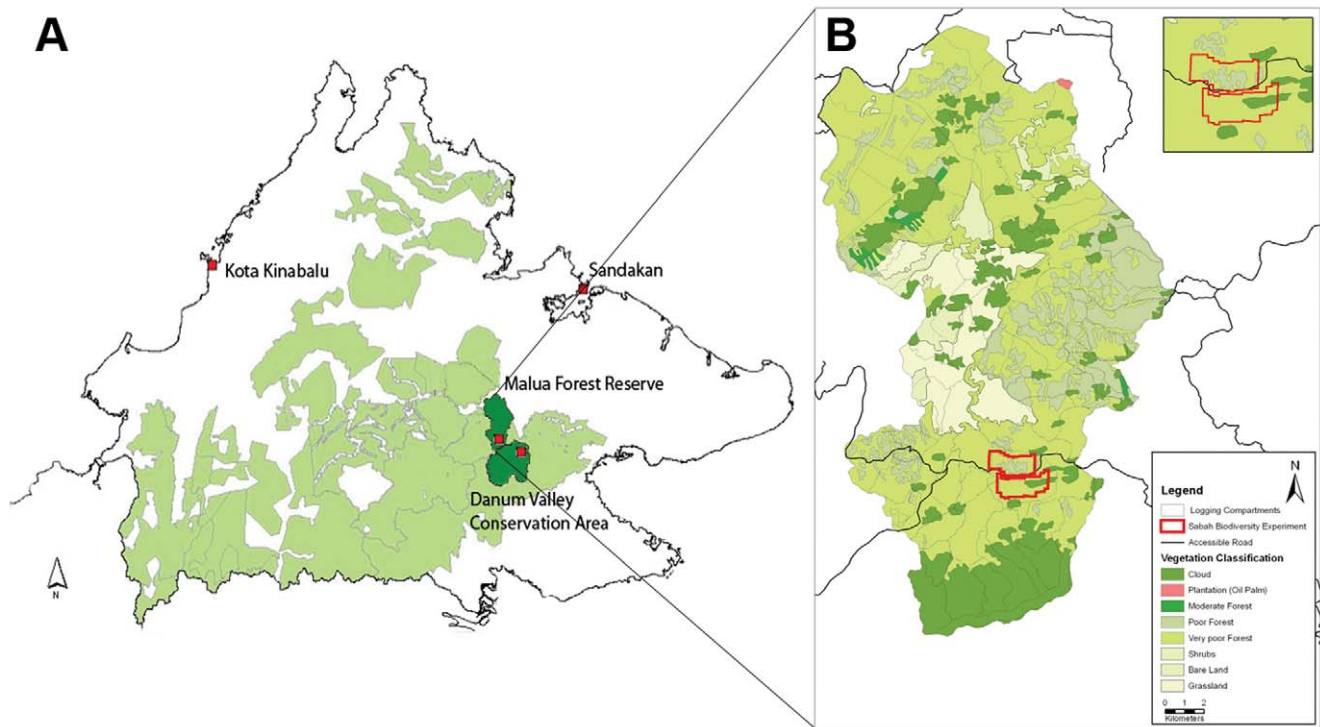 A
Kota Kinabalu
Sandakan
Malua Forest Reserve
Danum Valley
Conservation Area
N
B
N
Legend
Logging Compartments
Sabah Biodiversity Experiment
Accessible Road
Vegetation Classification
Cloud
Plantation (Oil Palm)
Moderate Forest
Poor Forest
Very poor Forest
Shrubs
Bare Land
Grassland
0 1 2
Kilometers